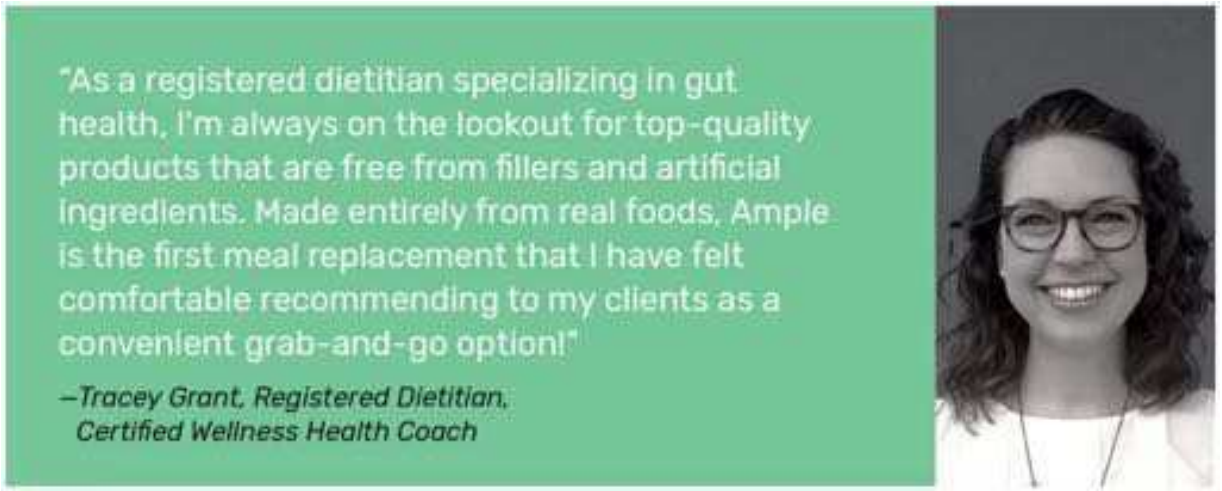 "As a registered dietitian specializing in gut
health, I'm always on the lookout for top-quality
products that are free from fillers and artificial
ingredients. Made entirely from real foods, Ample
is the first meal replacement that I have felt
comfortable recommending to my clients as a
convenient grab-and-go option!"
—Tracey Grant, Registered Dietitian,
Certified Wellness Health Coach